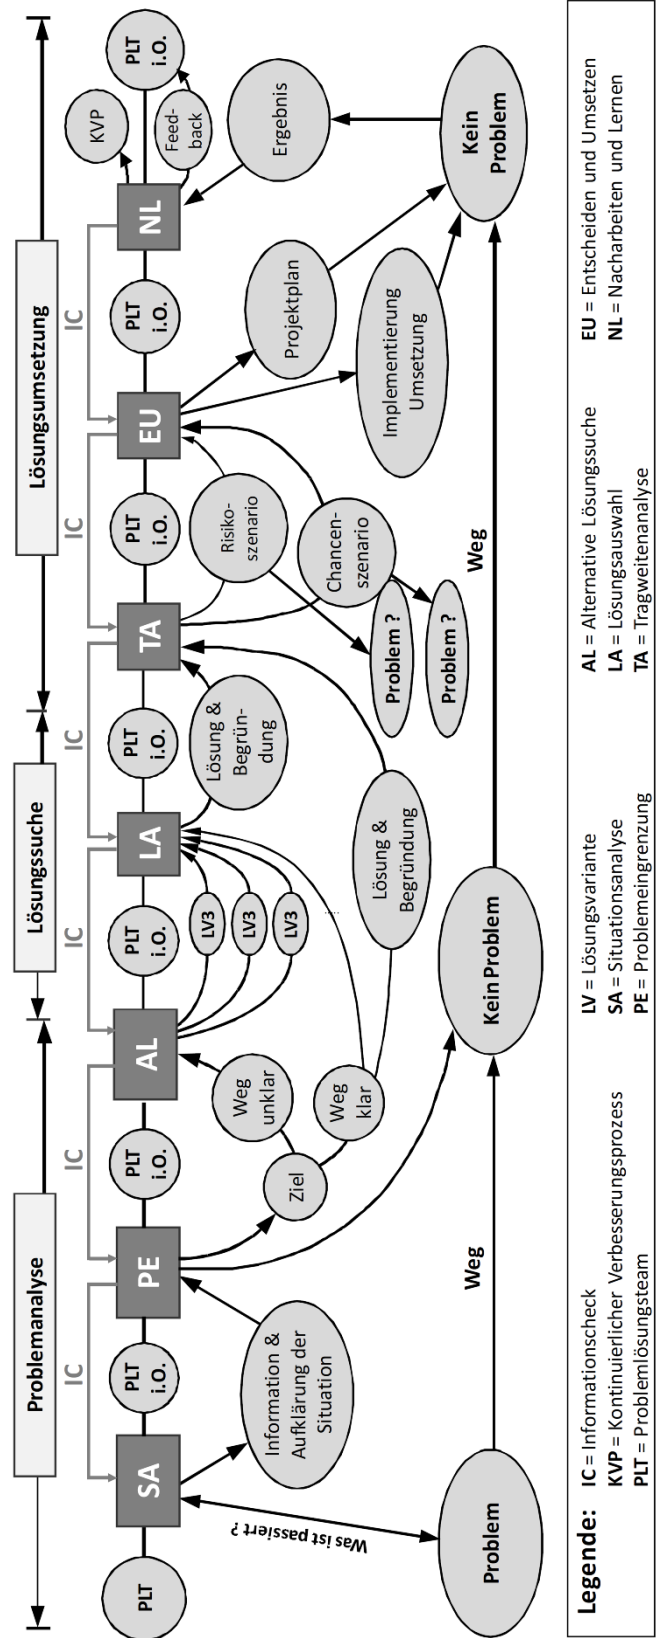 Problemanalyse
Lösungssuche
Lösungsumsetzung
IC
IC
IC
IC
IC
IC
PLT
SA
PLT
i.O.
PE
PLT
i.O.
AL
PLT
i.O.
LA
PLT
i.O.
TA
PLT
i.O.
EU
PLT
i.O.
NL
PLT
i.O.
KVP
Feed-
back
Was ist passiert ?
Information &
Aufklärung der
Situation
Ziel
Weg
unklar
Weg
klar
LV3
LV3
LV3
.....
Lösung &
Begrün-
dung
Lösung &
Begründung
Risiko-
szenario
Chancen-
szenario
Problem ?
Problem ?
Projektplan
Implementierung
Umsetzung
Ergebnis
Problem
Weg
Kein Problem
Weg
Kein
Problem
Legende:
IC = Informationscheck
KVP = Kontinuierlicher Verbesserungsprozess
PLT = Problemlösungsteam
LV = Lösungsvariante
SA = Situationsanalyse
PE = Problemeingrenzung
AL = Alternative Lösungssuche
LA = Lösungsauswahl
TA = Tragweitenanalyse
EU = Entscheiden und Umsetzen
NL = Nacharbeiten und Lernen